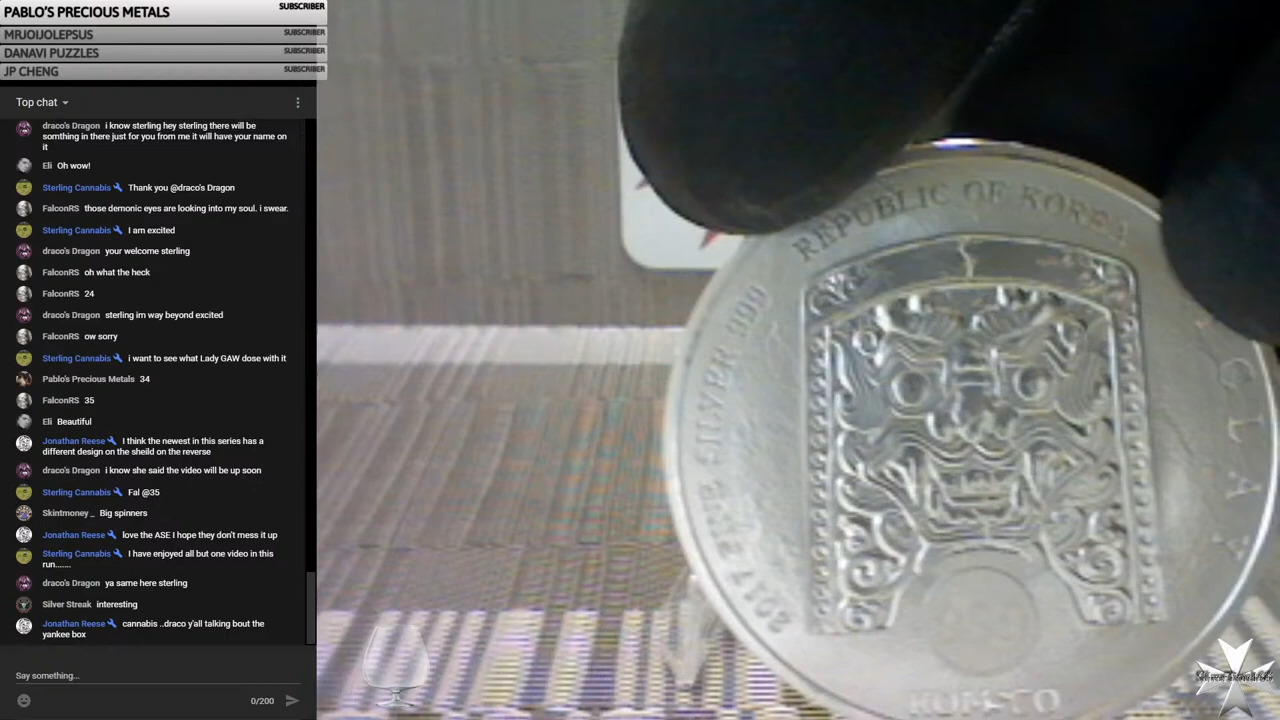 PABLO'S PRECIOUS METALS SUBSCRIBER
MRJOIJOLEPSUS SUBSCRIBER
DANAVI PUZZLES SUBSCRIBER
JP CHENG SUBSCRIBER
Top chat
draco's Dragon i know sterling hey sterling there will be
somthing in there just for you from me it will have your name on
it
Eli Oh wow!
Sterling Cannabis Thank you @draco's Dragon
FalconRS those demonic eyes are looking into my soul. i swear.
Sterling Cannabis I am excited
draco's Dragon your welcome sterling
FalconRS oh what the heck
FalconRS 24
draco's Dragon sterling im way beyond excited
FalconRS ow sorry
Sterling Cannabis i want to see what Lady GAW dose with it
Pablo's Precious Metals 34
FalconRS 35
Eli Beautiful
Jonathan Reese I think the newest in this series has a
different design on the sheild on the reverse
draco's Dragon i know she said the video will be up soon
Sterling Cannabis Fal @35
Skintmoney _ Big spinners
Jonathan Reese love the ASE I hope they don't mess it up
Sterling Cannabis I have enjoyed all but one video in this
run.......
draco's Dragon ya same here sterling
Silver Streak interesting
Jonathan Reese cannabis ..draco y'all talking bout the
yankee box
Say something...
0/200
REPUBLIC OF KOREA
SILVER 999
CLAY
KOMSCO